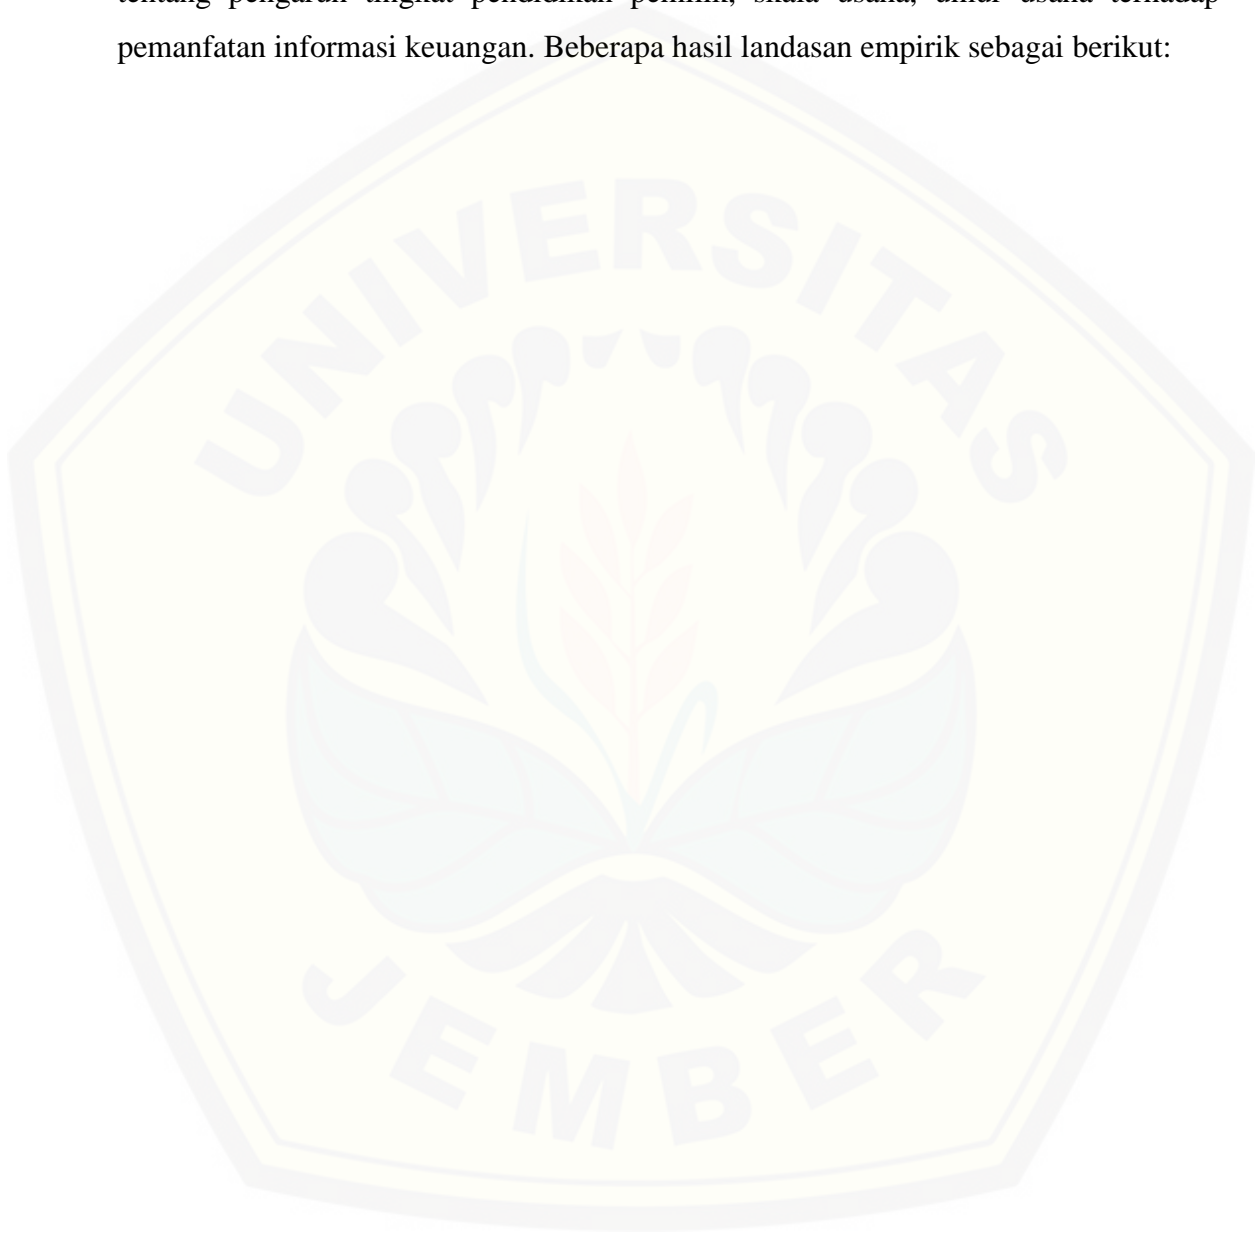 tentang pengaruh tingkat pendidikan pemilik, skala usaha, umur usaha terhadap
pemanfatan informasi keuangan. Beberapa hasil landasan empirik sebagai berikut:
UNIVERSITAS
JEMBER